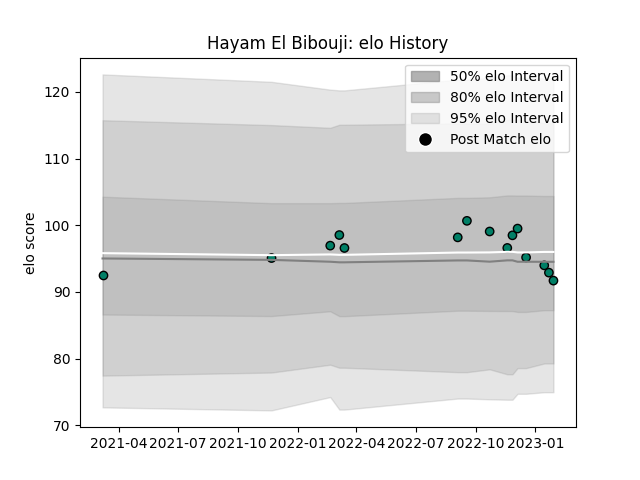 Hayam El Bibouji: elo History
50% elo Interval
80% elo Interval
95% elo Interval
Post Match elo
elo score
120
110
100
90
80
70
2021-04 2021-07 2021-10 2022-01 2022-04 2022-07 2022-10 2023-01